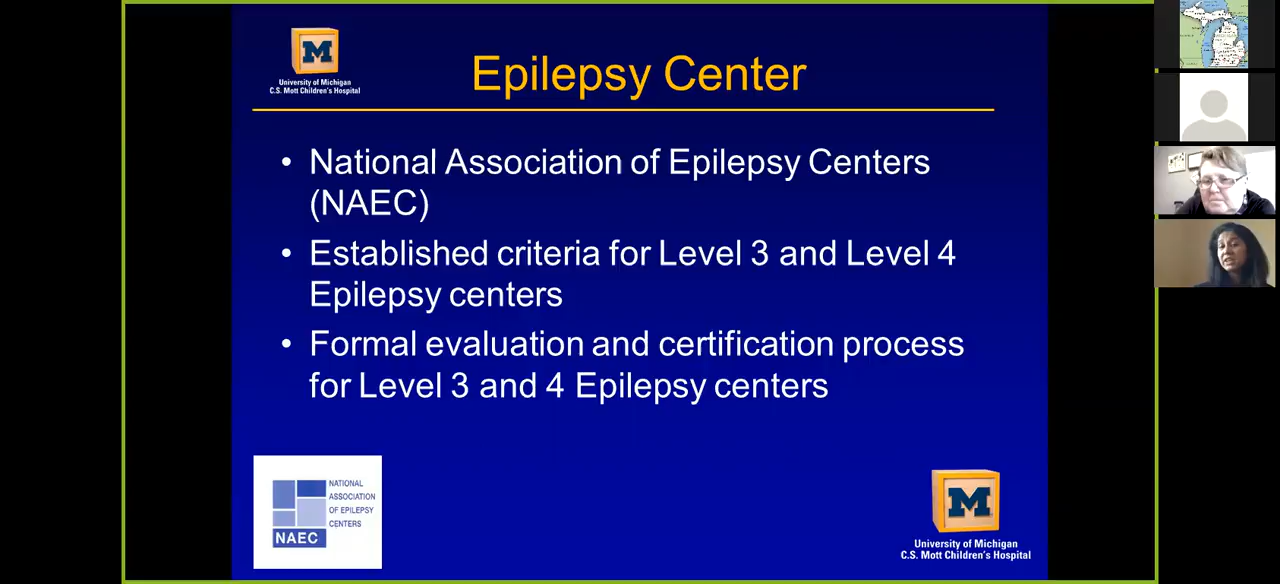 University of Michigan
C.S. Mott Children's Hospital
Epilepsy Center
• National Association of Epilepsy Centers
(NAEC)
• Established criteria for Level 3 and Level 4
Epilepsy centers
• Formal evaluation and certification process
for Level 3 and 4 Epilepsy centers
NATIONAL
ASSOCIATION
OF EPILEPSY
CENTERS
NAEC
M
University of Michigan
C.S. Mott Children's Hospital